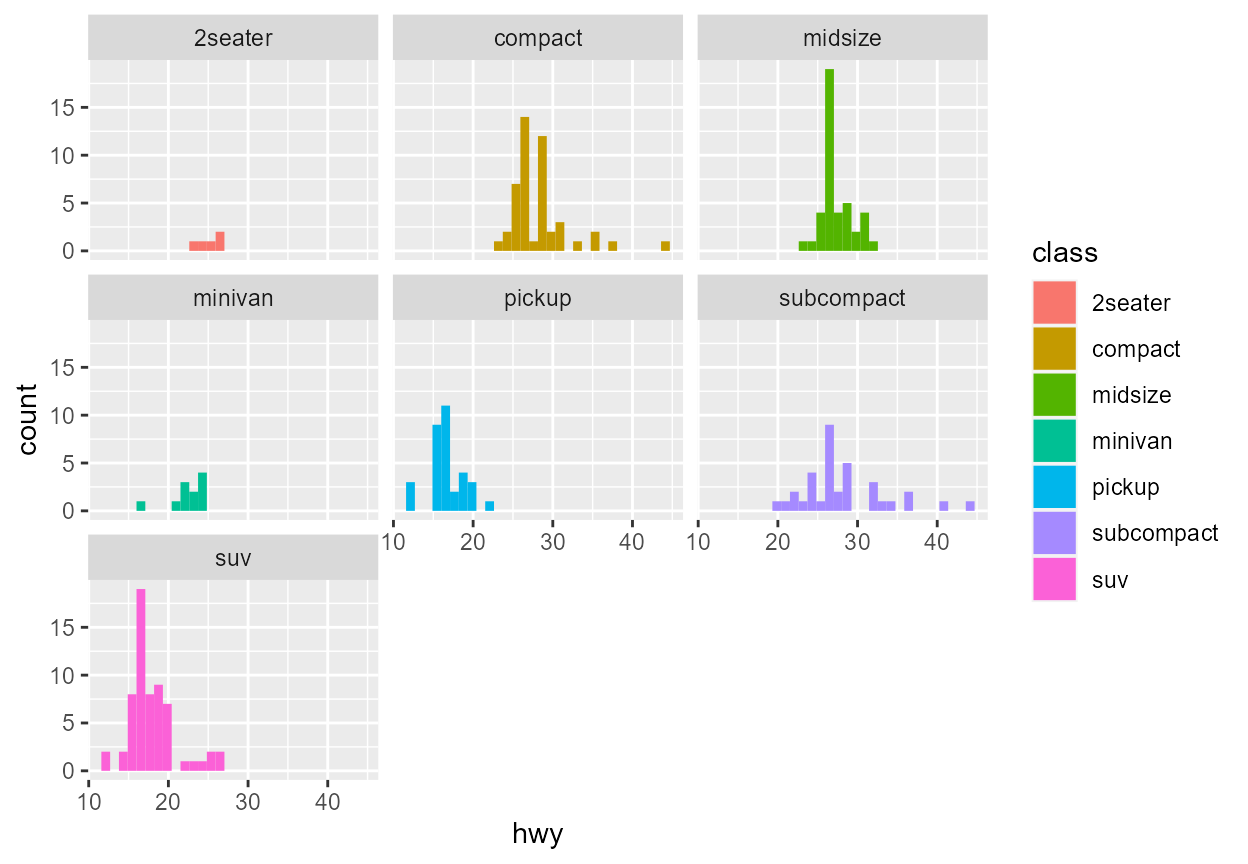 2seater
compact
midsize
15
10
5
0
minivan
pickup
subcompact
15
10
5
0
10 20 30 40
10 20 30 40
suv
15
10
5
0
10 20 30 40
hwy
count
class
2seater
compact
midsize
minivan
pickup
subcompact
suv